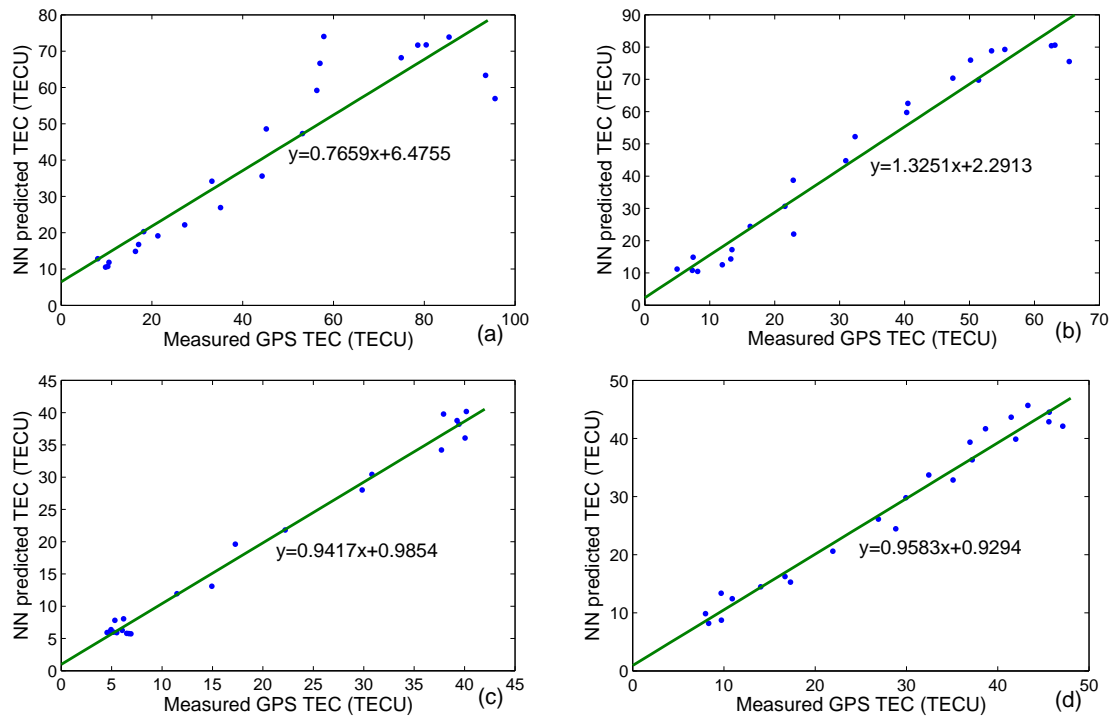 80
70
60
50
40
30
20
10
0
NN predicted TEC (TECU)
y=0.7659x+6.4755
0 20 40 60 80 100
Measured GPS TEC (TECU)
(a)
90
80
70
60
50
40
30
20
10
0
NN predicted TEC (TECU)
y=1.3251x+2.2913
0 10 20 30 40 50 60 70
Measured GPS TEC (TECU)
(b)
45
40
35
30
25
20
15
10
5
0
NN predicted TEC (TECU)
y=0.9417x+0.9854
0 5 10 15 20 25 30 35 40 45
Measured GPS TEC (TECU)
(c)
50
40
30
20
10
0
NN predicted TEC (TECU)
y=0.9583x+0.9294
0 10 20 30 40 50
Measured GPS TEC (TECU)
(d)